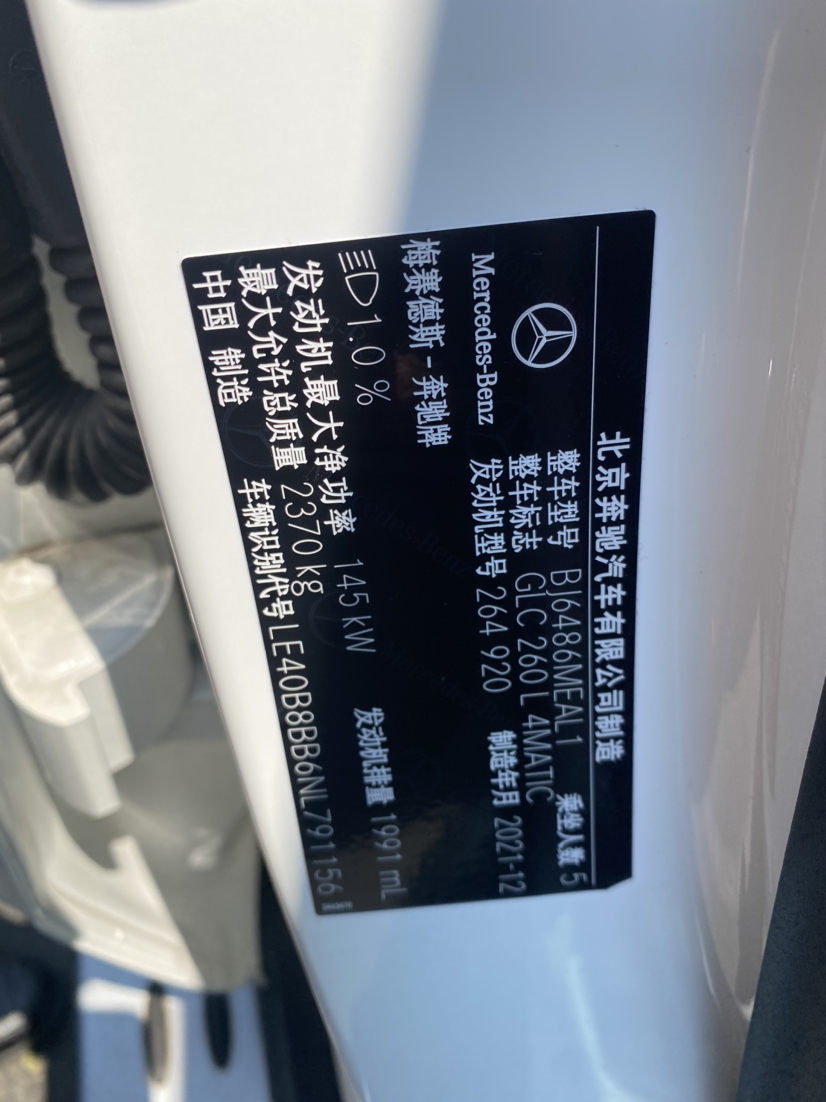 北京奔驰汽车有限公司制造
整车型号 BJ6486MEAL1 乘坐人数 5
整车标志 GLC 260 L 4MATIC
Mercedes-Benz 发动机型号 264 920 制造年月 2021-12
梅赛德斯-奔驰牌
1.0 %
发动机最大净功率 145 kW 发动机排量 1991 mL
最大允许总质量 2370 kg
中国 制造 车辆识别代号 LE40B8BB6NL791156